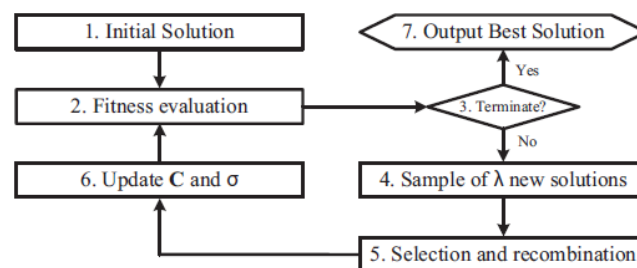 1. Initial Solution
2. Fitness evaluation
3. Terminate?
Yes
No
4. Sample of λ new solutions
5. Selection and recombination
6. Update C and σ
7. Output Best Solution